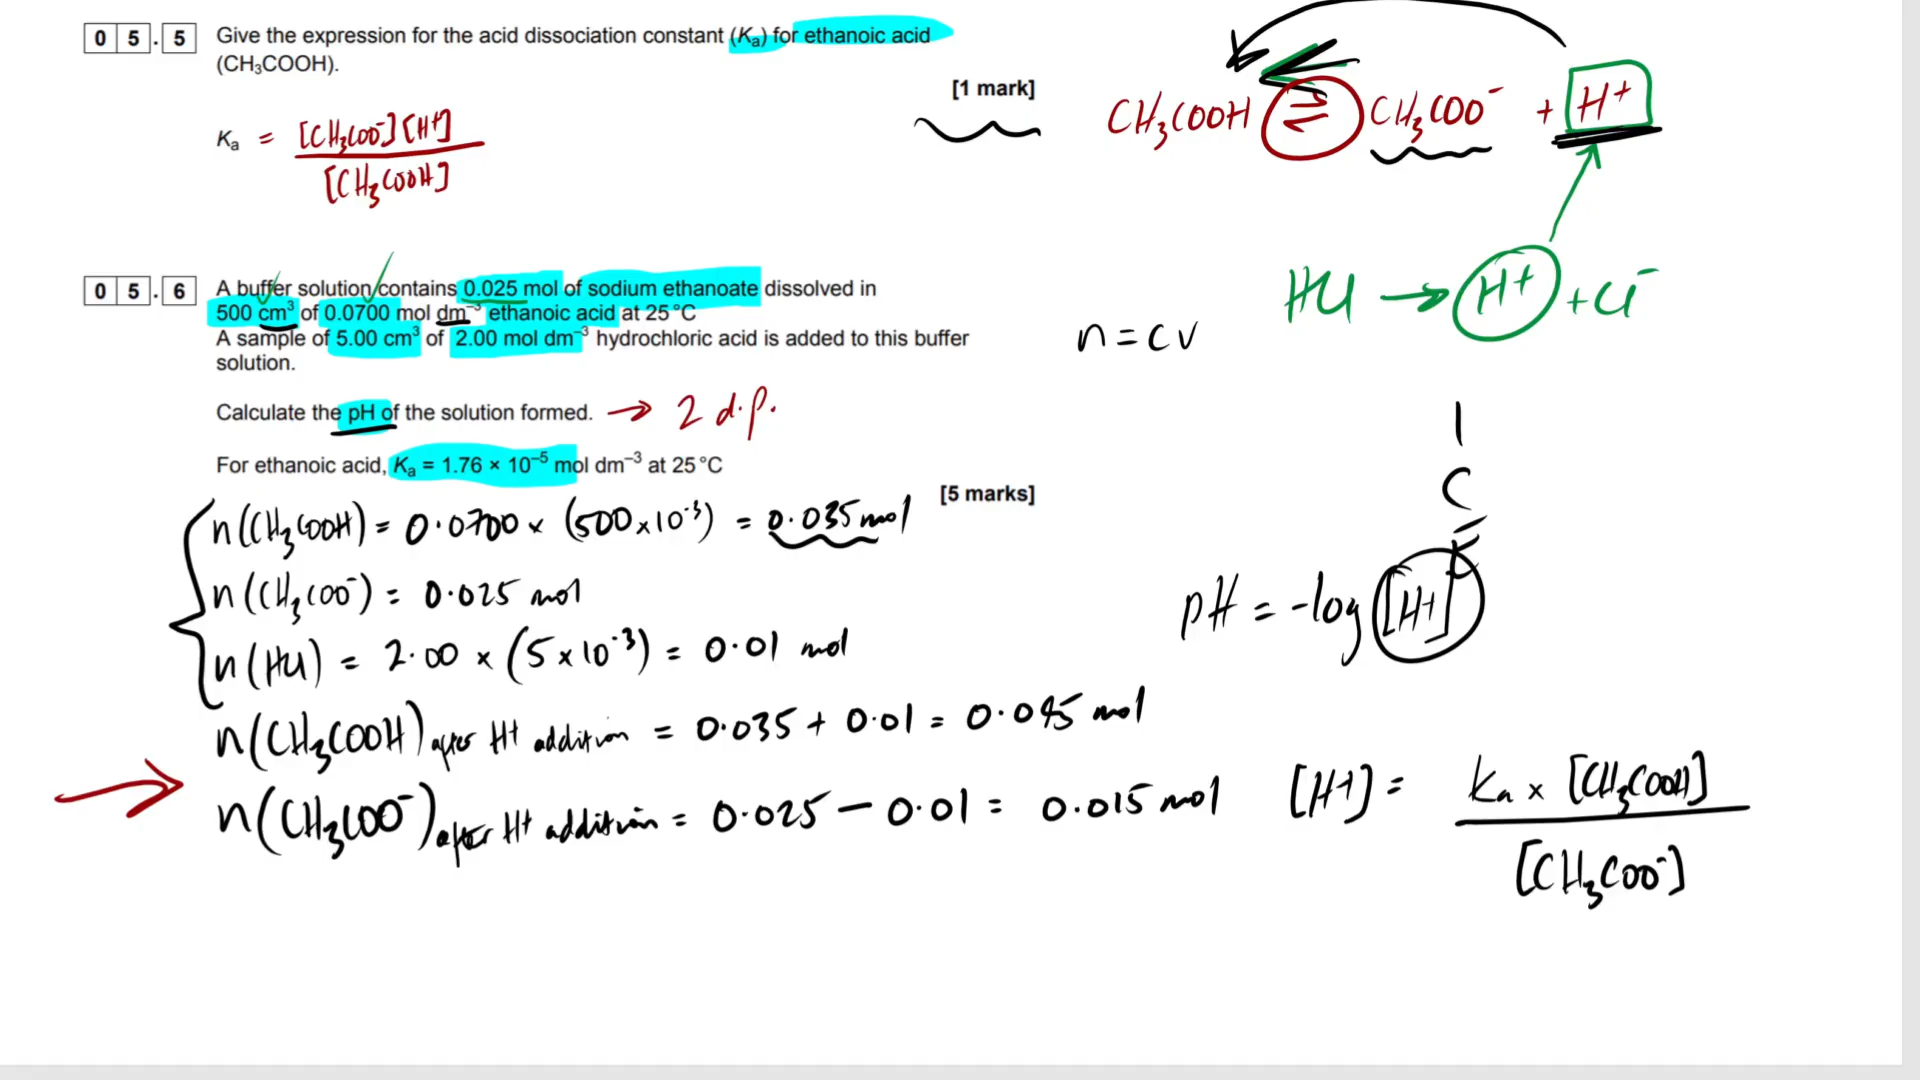 0 5 . 5 Give the expression for the acid dissociation constant (Ka) for ethanoic acid
(CH₃COOH).
[1 mark]
CH₃COOH ⇌ CH₃COO⁻ + H⁺
Ka = [CH₃COO⁻][H⁺]
[CH₃COOH]
HCl → H⁺ + Cl⁻
0 5 . 6 A buffer solution contains 0.025 mol of sodium ethanoate dissolved in
500 cm³ of 0.0700 mol dm⁻³ ethanoic acid at 25 °C
A sample of 5.00 cm³ of 2.00 mol dm⁻³ hydrochloric acid is added to this buffer
solution.
n = cv
Calculate the pH of the solution formed. → 2 d.p.
For ethanoic acid, Ka = 1.76 × 10⁻⁵ mol dm⁻³ at 25 °C
[5 marks]
I
C
E
n(CH₃COOH) = 0.0700 × (500 × 10⁻³) = 0.035 mol
n(CH₃COO⁻) = 0.025 mol
pH = -log [H⁺]
n(HCl) = 2.00 × (5 × 10⁻³) = 0.01 mol
n(CH₃COOH) after H⁺ addition = 0.035 + 0.01 = 0.045 mol
n(CH₃COO⁻) after H⁺ addition = 0.025 - 0.01 = 0.015 mol
[H⁺] = Ka × [CH₃COOH]
[CH₃COO⁻]